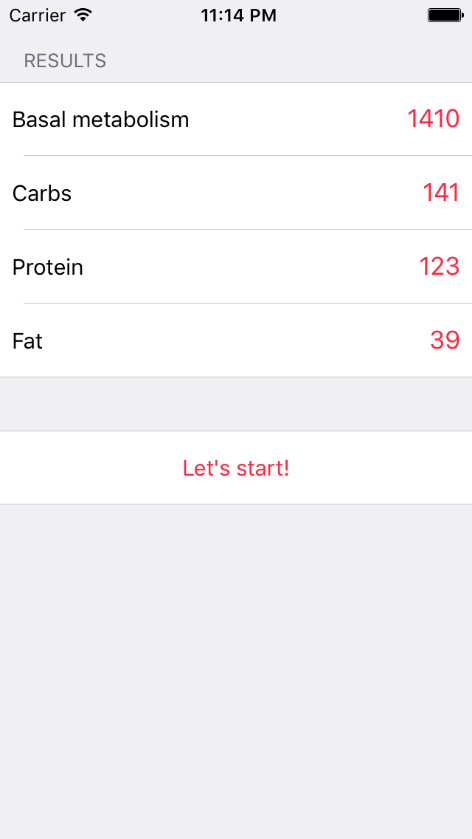 Carrier 11:14 PM
RESULTS
Basal metabolism 1410
Carbs 141
Protein 123
Fat 39
Let's start!